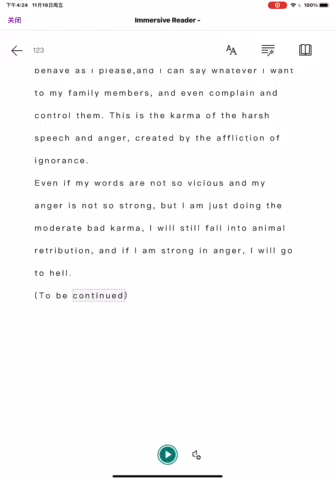 下午4:24 11月19日周五
100%
关闭
Immersive Reader
123
AA
behave as I please,and I can say whatever I want
to my family members, and even complain and
control them. This is the karma of the harsh
speech and anger, created by the affliction of
ignorance.
Even if my words are not so vicious and my
anger is not so strong, but I am just doing the
moderate bad karma, I will still fall into animal
retribution, and if I am strong in anger, I will go
to hell.
(To be continued)